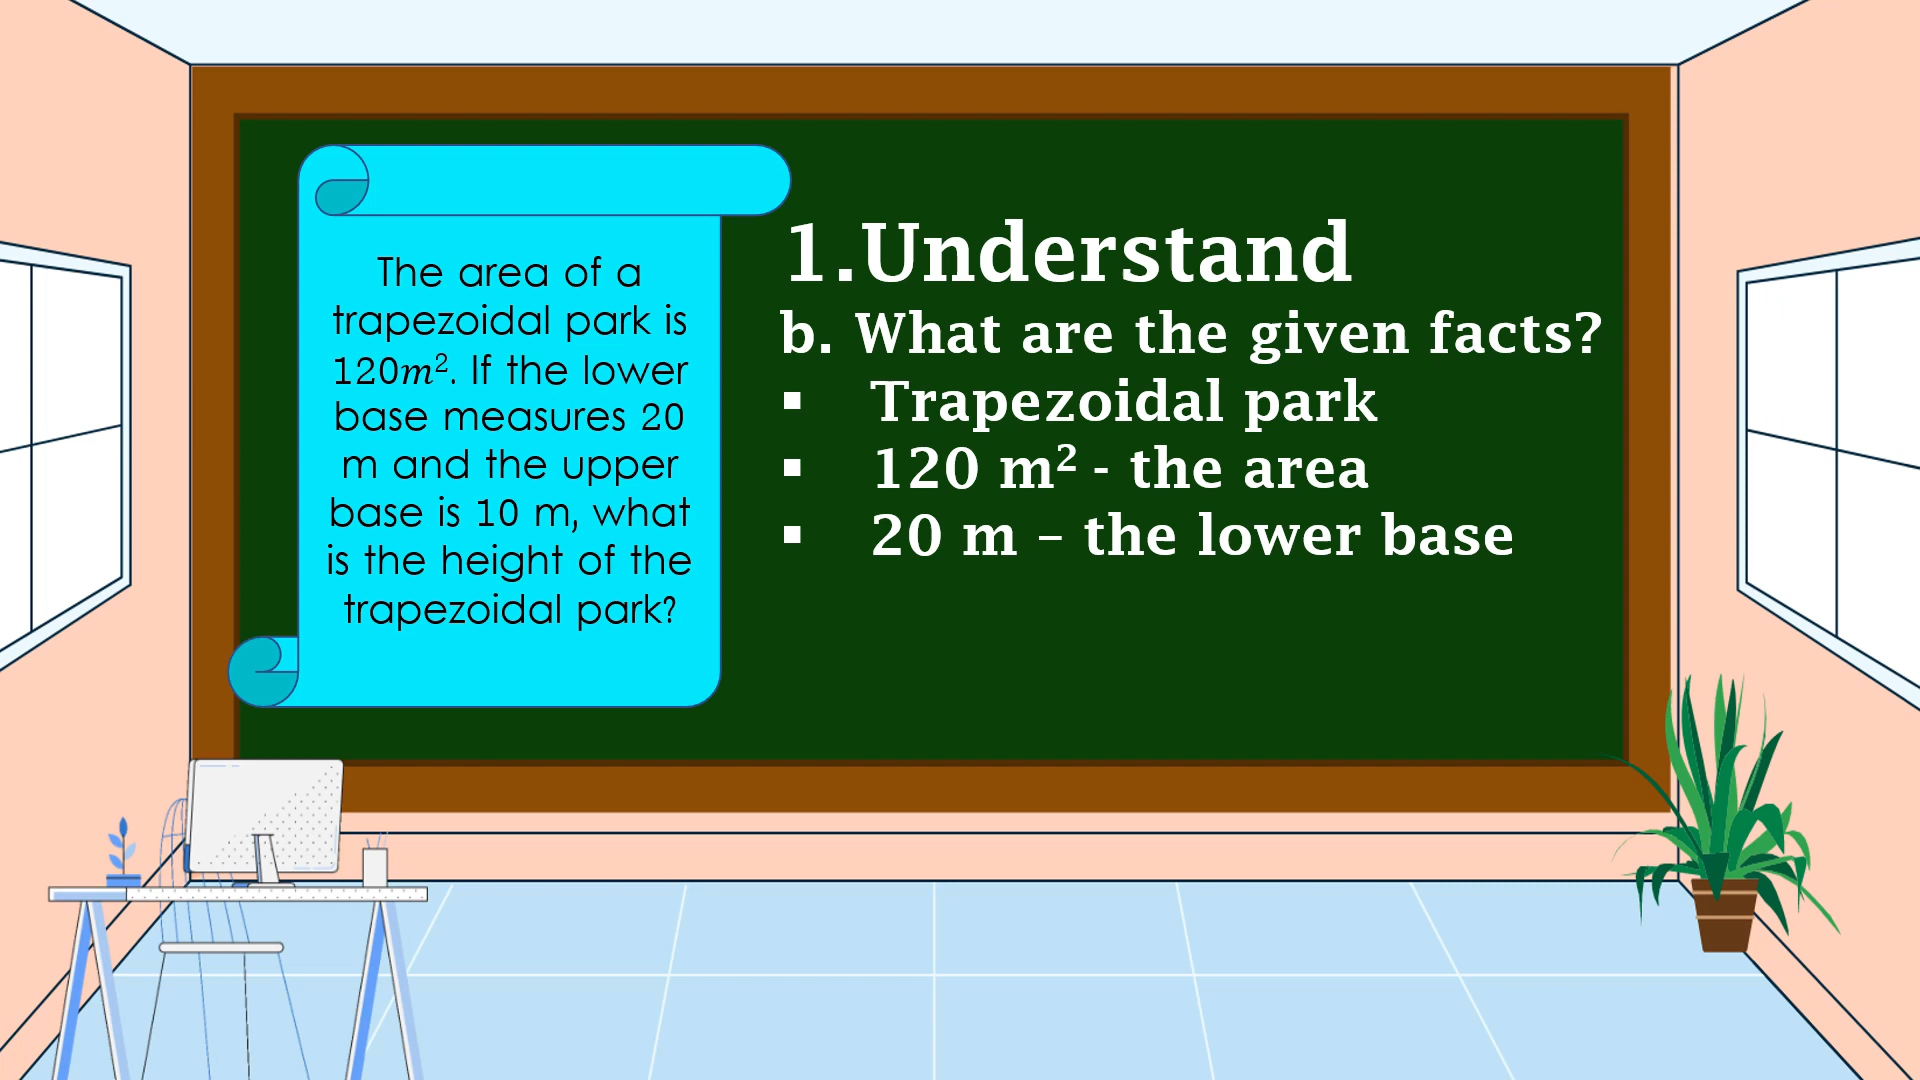 The area of a
trapezoidal park is
120m². If the lower
base measures 20
m and the upper
base is 10 m, what
is the height of the
trapezoidal park?
1.Understand
b. What are the given facts?
▪ Trapezoidal park
▪ 120 m² - the area
▪ 20 m – the lower base